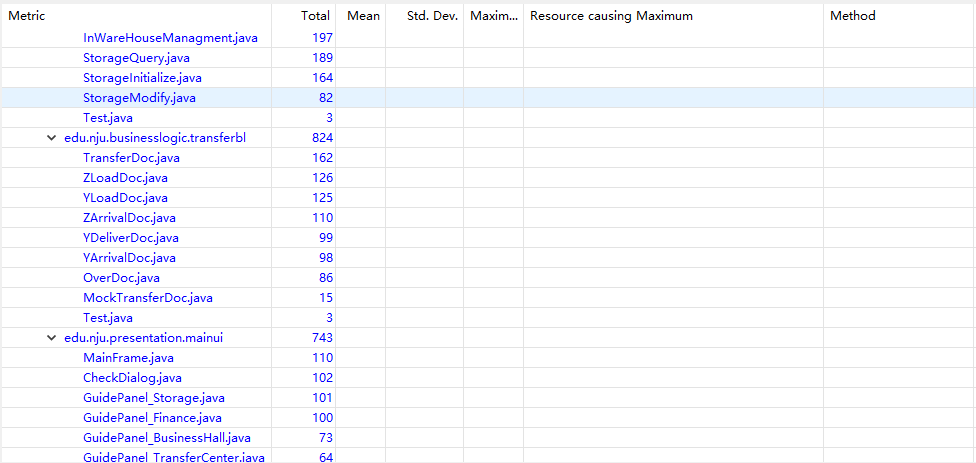 Metric Total Mean Std. Dev. Maxim... Resource causing Maximum Method
InWareHouseManagment.java 197
StorageQuery.java 189
StorageInitialize.java 164
StorageModify.java 82
Test.java 3
edu.nju.businesslogic.transferbl 824
TransferDoc.java 162
ZLoadDoc.java 126
YLoadDoc.java 125
ZArrivalDoc.java 110
YDeliverDoc.java 99
YArrivalDoc.java 98
OverDoc.java 86
MockTransferDoc.java 15
Test.java 3
edu.nju.presentation.mainui 743
MainFrame.java 110
CheckDialog.java 102
GuidePanel_Storage.java 101
GuidePanel_Finance.java 100
GuidePanel_BusinessHall.java 73
GuidePanel_TransferCenter.java 64